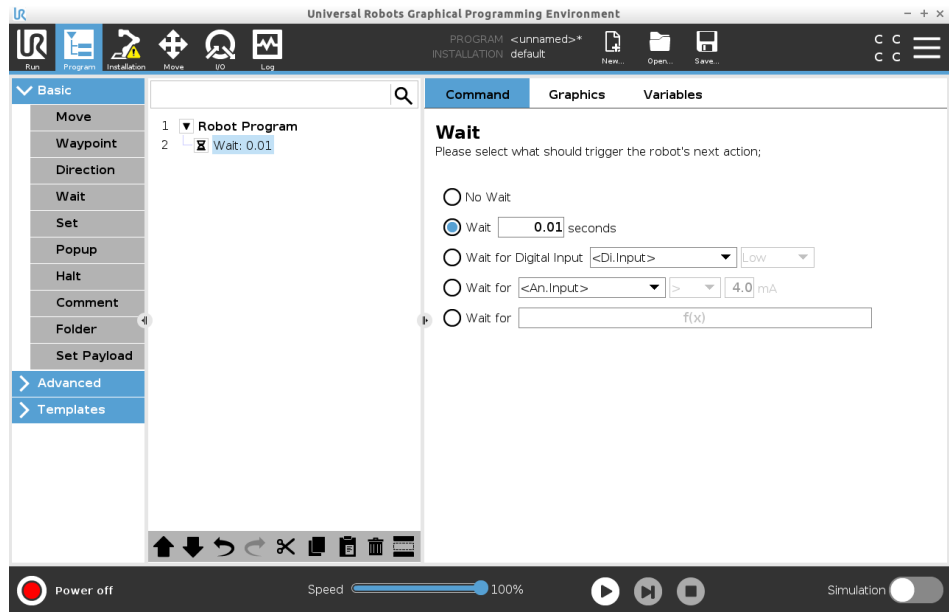 Universal Robots Graphical Programming Environment
PROGRAM <unnamed>*
INSTALLATION default
Run Program Installation Move I/O Log New... Open... Save...
C C
C C
Basic
Move
Waypoint
Direction
Wait
Set
Popup
Halt
Comment
Folder
Set Payload
Advanced
Templates
1 Robot Program
2 Wait: 0.01
Command Graphics Variables
Wait
Please select what should trigger the robot's next action;
No Wait
Wait 0.01 seconds
Wait for Digital Input <Di.Input> Low
Wait for <An.Input> > 4.0 mA
Wait for f(x)
Power off Speed 100% Simulation